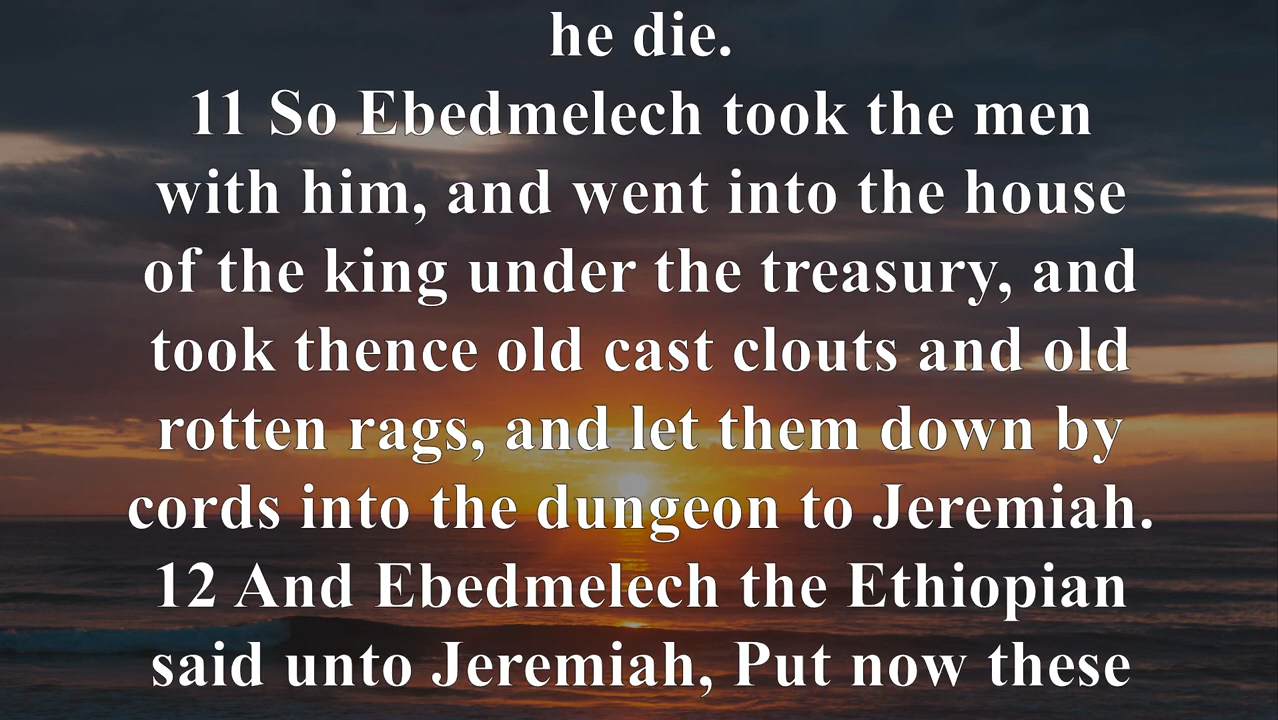 he die.
11 So Ebedmelech took the men
with him, and went into the house
of the king under the treasury, and
took thence old cast clouts and old
rotten rags, and let them down by
cords into the dungeon to Jeremiah.
12 And Ebedmelech the Ethiopian
said unto Jeremiah, Put now these